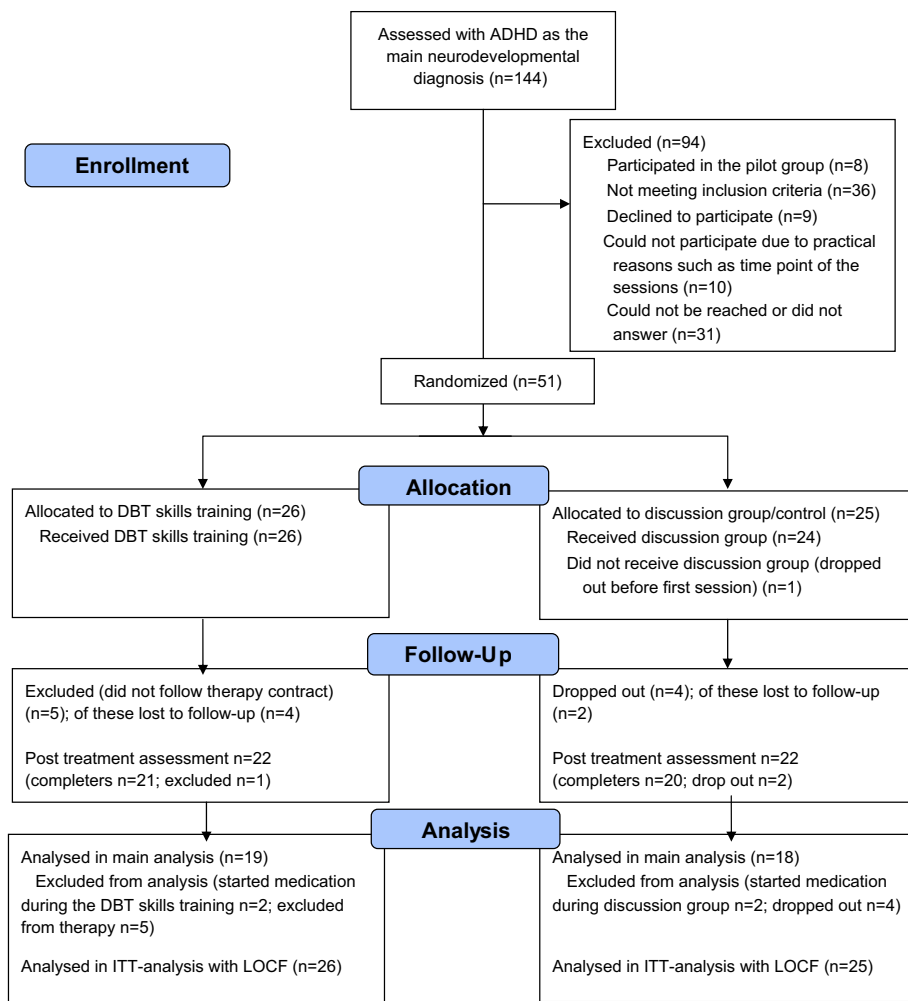 Assessed with ADHD as the
main neurodevelopmental
diagnosis (n=144)
Enrollment
Excluded (n=94)
Participated in the pilot group (n=8)
Not meeting inclusion criteria (n=36)
Declined to participate (n=9)
Could not participate due to practical
reasons such as time point of the
sessions (n=10)
Could not be reached or did not
answer (n=31)
Randomized (n=51)
Allocation
Allocated to DBT skills training (n=26)
Received DBT skills training (n=26)
Allocated to discussion group/control (n=25)
Received discussion group (n=24)
Did not receive discussion group (dropped
out before first session) (n=1)
Follow-Up
Excluded (did not follow therapy contract)
(n=5); of these lost to follow-up (n=4)
Post treatment assessment n=22
(completers n=21; excluded n=1)
Dropped out (n=4); of these lost to follow-up
(n=2)
Post treatment assessment n=22
(completers n=20; drop out n=2)
Analysis
Analysed in main analysis (n=19)
Excluded from analysis (started medication
during the DBT skills training n=2; excluded
from therapy n=5)
Analysed in ITT-analysis with LOCF (n=26)
Analysed in main analysis (n=18)
Excluded from analysis (started medication
during discussion group n=2; dropped out n=4)
Analysed in ITT-analysis with LOCF (n=25)